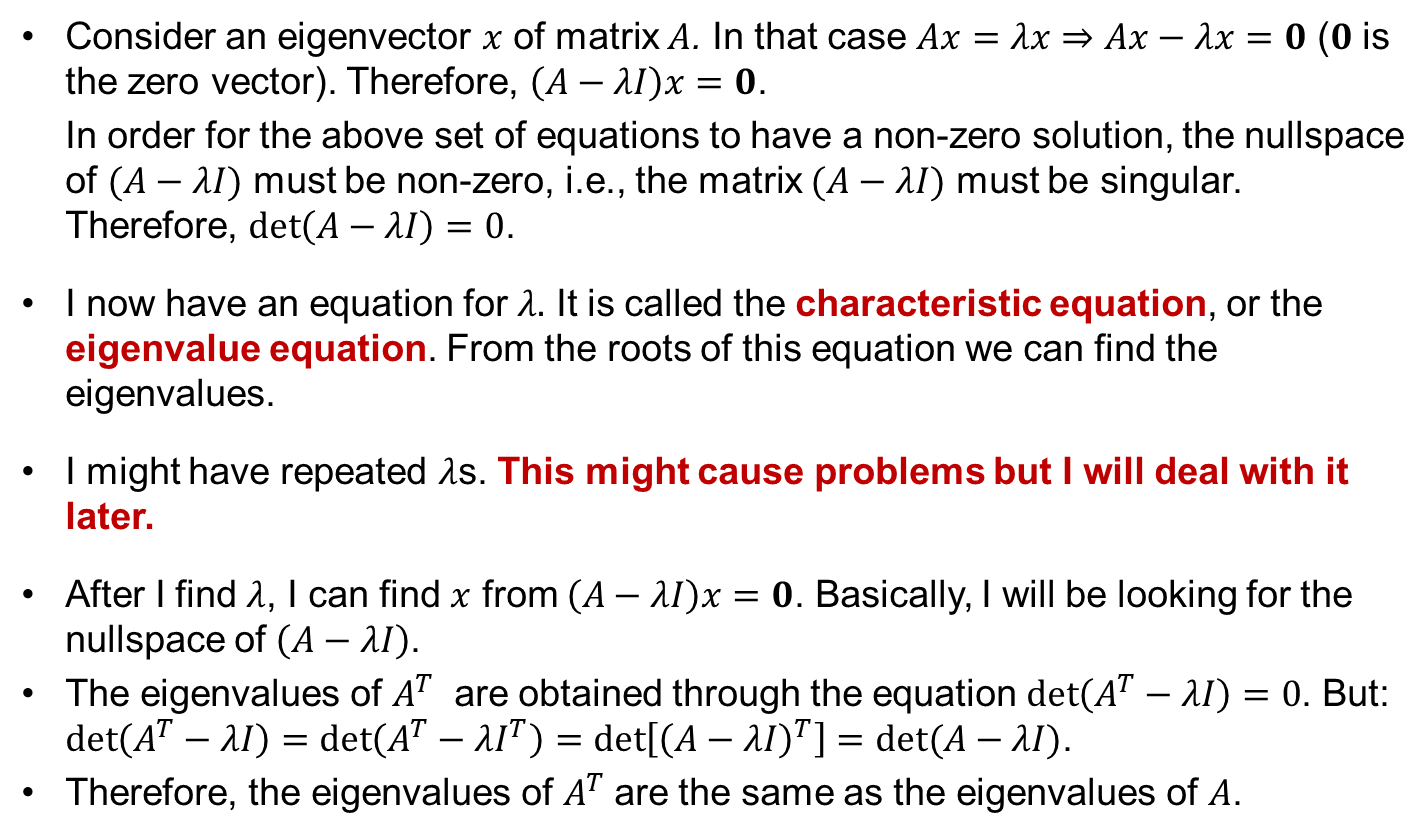 • Consider an eigenvector 𝑥 of matrix 𝐴. In that case 𝐴𝑥 = 𝜆𝑥 ⇒ 𝐴𝑥 − 𝜆𝑥 = 𝟎 (𝟎 is
the zero vector). Therefore, (𝐴 − 𝜆𝐼)𝑥 = 𝟎.
In order for the above set of equations to have a non-zero solution, the nullspace
of (𝐴 − 𝜆𝐼) must be non-zero, i.e., the matrix (𝐴 − 𝜆𝐼) must be singular.
Therefore, det(𝐴 − 𝜆𝐼) = 0.
• I now have an equation for 𝜆. It is called the characteristic equation, or the
eigenvalue equation. From the roots of this equation we can find the
eigenvalues.
• I might have repeated 𝜆s. This might cause problems but I will deal with it
later.
• After I find 𝜆, I can find 𝑥 from (𝐴 − 𝜆𝐼)𝑥 = 𝟎. Basically, I will be looking for the
nullspace of (𝐴 − 𝜆𝐼).
• The eigenvalues of 𝐴^𝑇 are obtained through the equation det(𝐴^𝑇 − 𝜆𝐼) = 0. But:
det(𝐴^𝑇 − 𝜆𝐼) = det(𝐴^𝑇 − 𝜆𝐼^𝑇) = det[(𝐴 − 𝜆𝐼)^𝑇] = det(𝐴 − 𝜆𝐼).
• Therefore, the eigenvalues of 𝐴^𝑇 are the same as the eigenvalues of 𝐴.